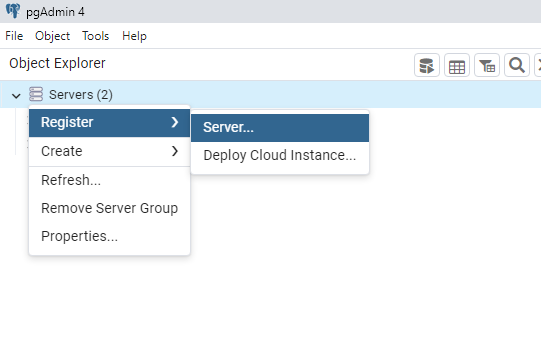 pgAdmin 4
File Object Tools Help
Object Explorer
Servers (2)
Register
Server...
Create
Deploy Cloud Instance...
Refresh...
Remove Server Group
Properties...